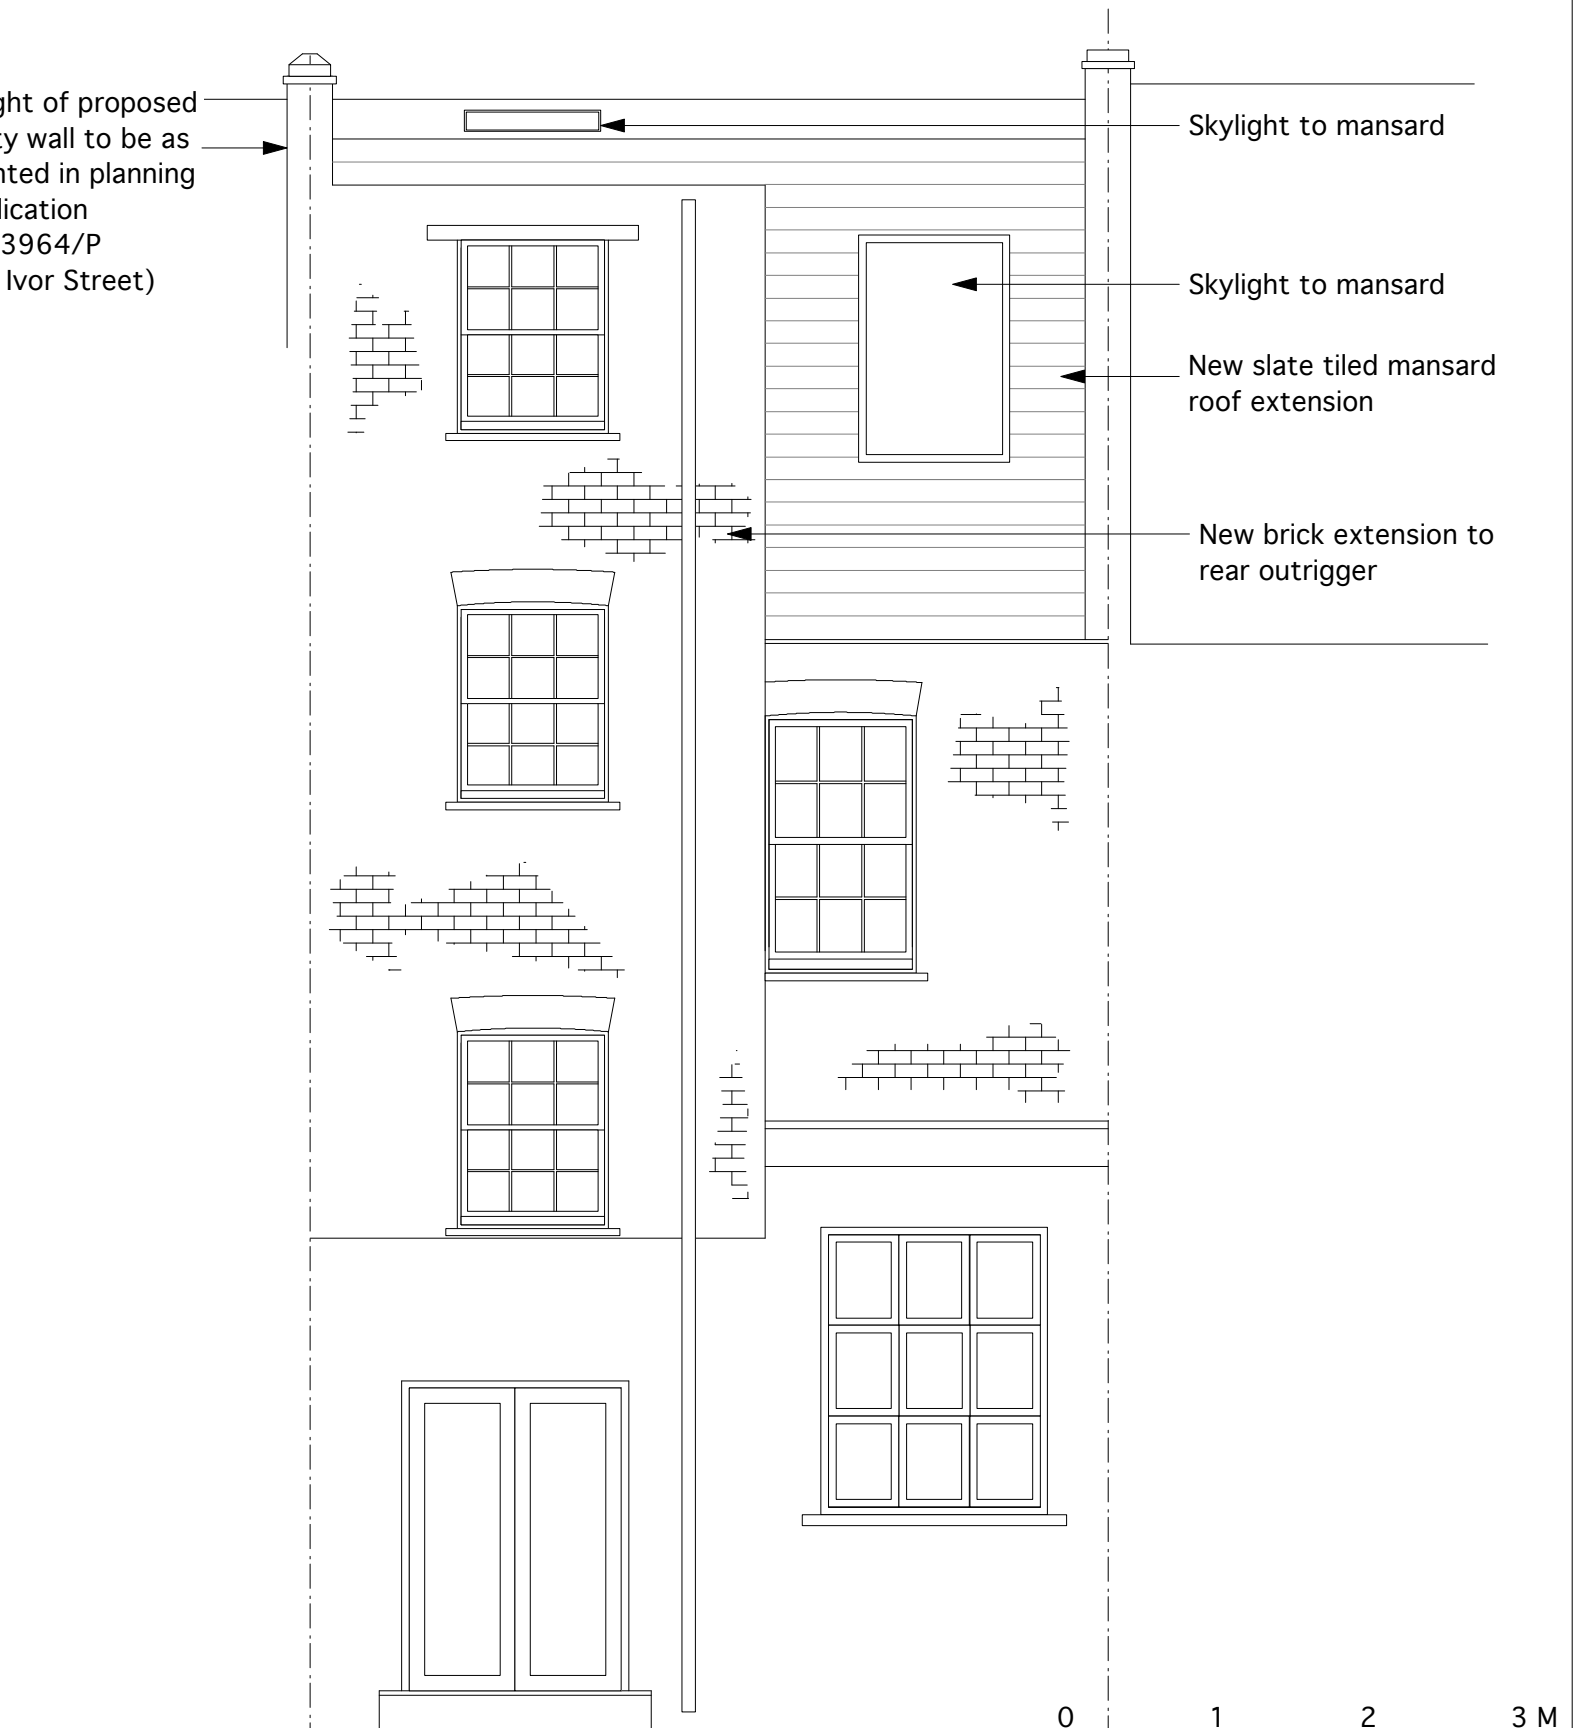 ght of proposed
ty wall to be as
nted in planning
lication
3964/P
Ivor Street)
Skylight to mansard
Skylight to mansard
New slate tiled mansard
roof extension
New brick extension to
rear outrigger
0 1 2 3 M